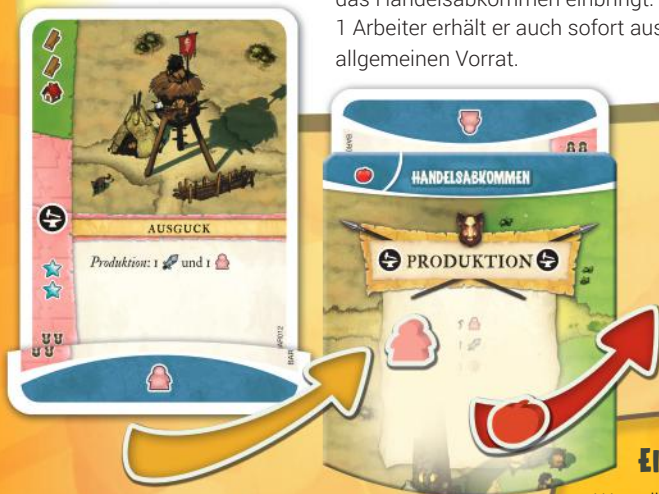 das Handelsabkommen einbringt.
1 Arbeiter erhält er auch sofort aus
allgemeinen Vorrat.
AUSGUCK
Produktion: 1 und 1
HANDELSABKOMMEN
PRODUKTION
1
1